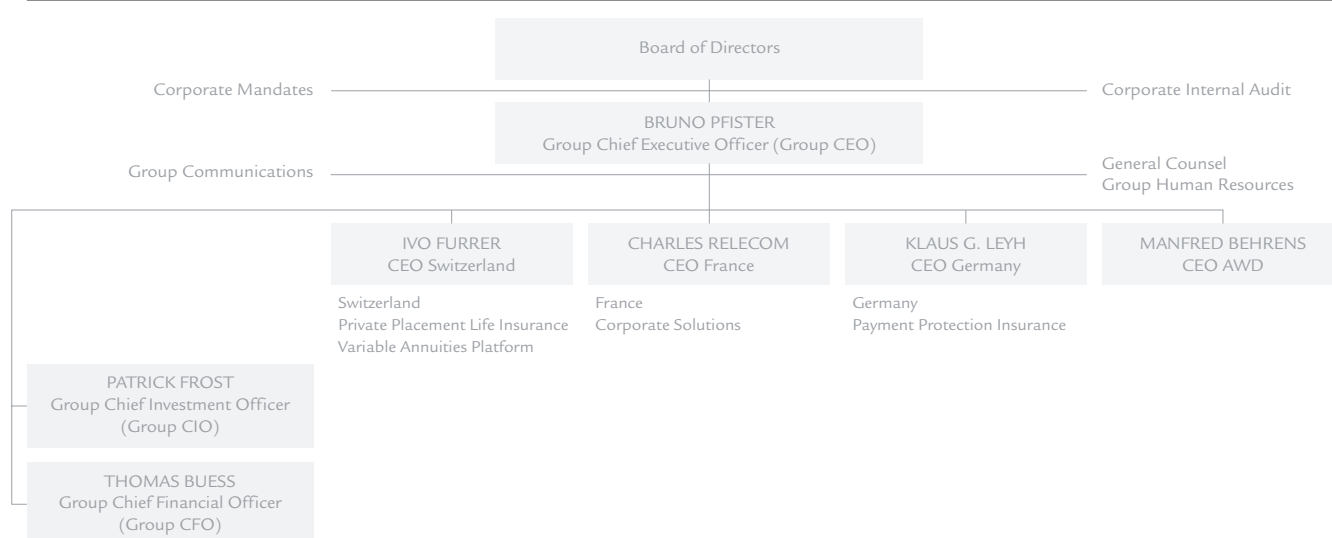 Board of Directors
Corporate Mandates
Corporate Internal Audit
BRUNO PFISTER
Group Chief Executive Officer (Group CEO)
Group Communications
General Counsel
Group Human Resources
IVO FURRER
CEO Switzerland
Switzerland
Private Placement Life Insurance
Variable Annuities Platform
CHARLES RELECOM
CEO France
France
Corporate Solutions
KLAUS G. LEYH
CEO Germany
Germany
Payment Protection Insurance
MANFRED BEHRENS
CEO AWD
PATRICK FROST
Group Chief Investment Officer
(Group CIO)
THOMAS BUESS
Group Chief Financial Officer
(Group CFO)